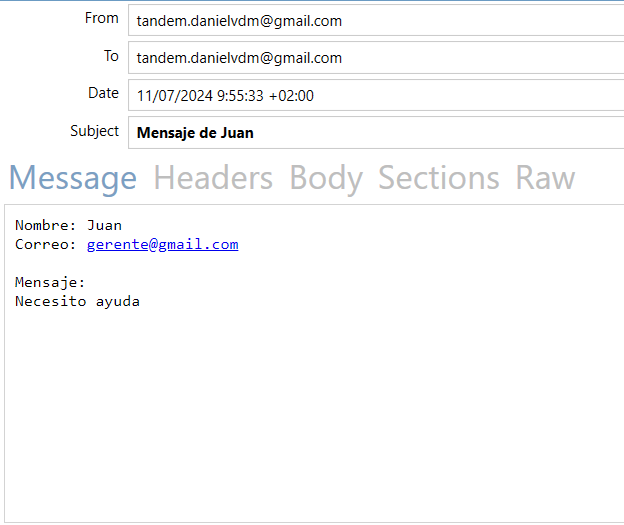 From tandem.danielvdm@gmail.com
To tandem.danielvdm@gmail.com
Date 11/07/2024 9:55:33 +02:00
Subject Mensaje de Juan
Message Headers Body Sections Raw
Nombre: Juan
Correo: gerente@gmail.com
Mensaje:
Necesito ayuda